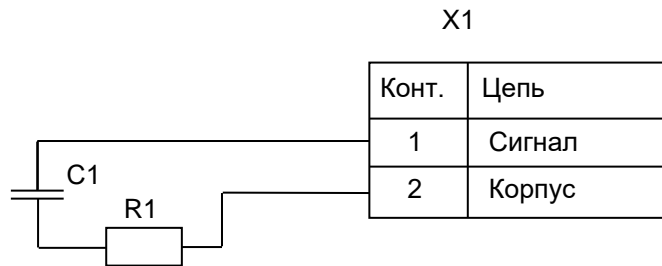 X1
Конт. Цепь
1 Сигнал
C1
2 Корпус
R1